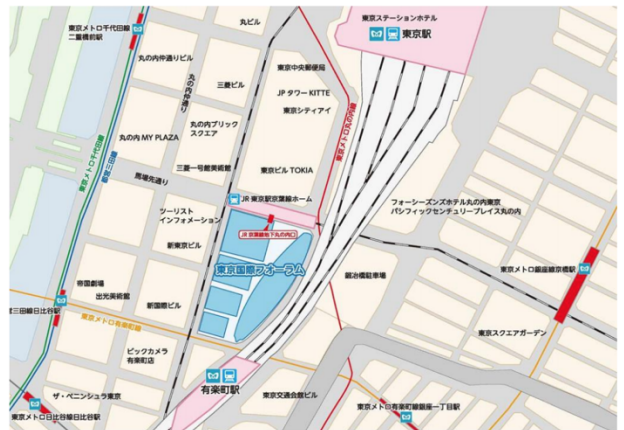 東京ステーションホテル
東京駅
丸ビル
東京メトロ千代田線
二重橋前駅
丸の内仲通りビル
丸の内仲通り
三菱ビル
東京中央郵便局
JPタワー KITTE
東京シティアイ
丸の内ブリック
スクエア
丸の内 MY PLAZA
三菱一号館美術館
東京ビル TOKIA
東京メトロ丸の内線
東京メトロ千代田線
都営三田線
馬場先通り
JR東京駅京葉線ホーム
ツーリスト
インフォメーション
JR 京葉線地下丸の内口
フォーシーズンズホテル丸の内東京
パシフィックセンチュリープレイス丸の内
新東京ビル
東京国際フォーラム
鍛冶橋駐車場
東京メトロ銀座線京橋駅
帝国劇場
出光美術館
新国際ビル
営三田線日比谷駅
東京メトロ有楽町線
東京スクエアガーデン
ビックカメラ
有楽町店
有楽町駅
ザ・ペニンシュラ東京
東京交通会館ビル
東京メトロ日比谷線日比谷駅
東京メトロ有楽町線銀座一丁目駅